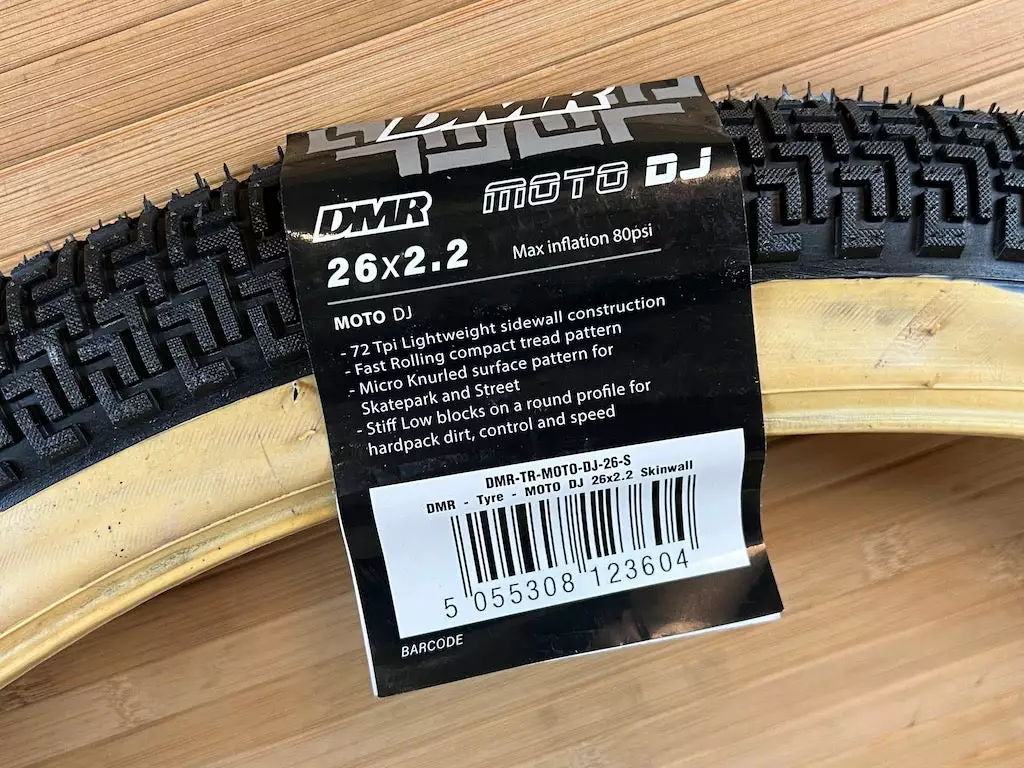 DMR
DMR MOTO DJ
26x2.2 Max inflation 80psi
MOTO DJ
- 72 Tpi Lightweight sidewall construction
- Fast Rolling compact tread pattern
- Micro Knurled surface pattern for
Skatepark and Street
- Stiff Low blocks on a round profile for
hardpack dirt, control and speed
DMR-TR-MOTO-DJ-26-S
DMR - Tyre - MOTO DJ 26x2.2 Skinwall
5 055308 123604
BARCODE